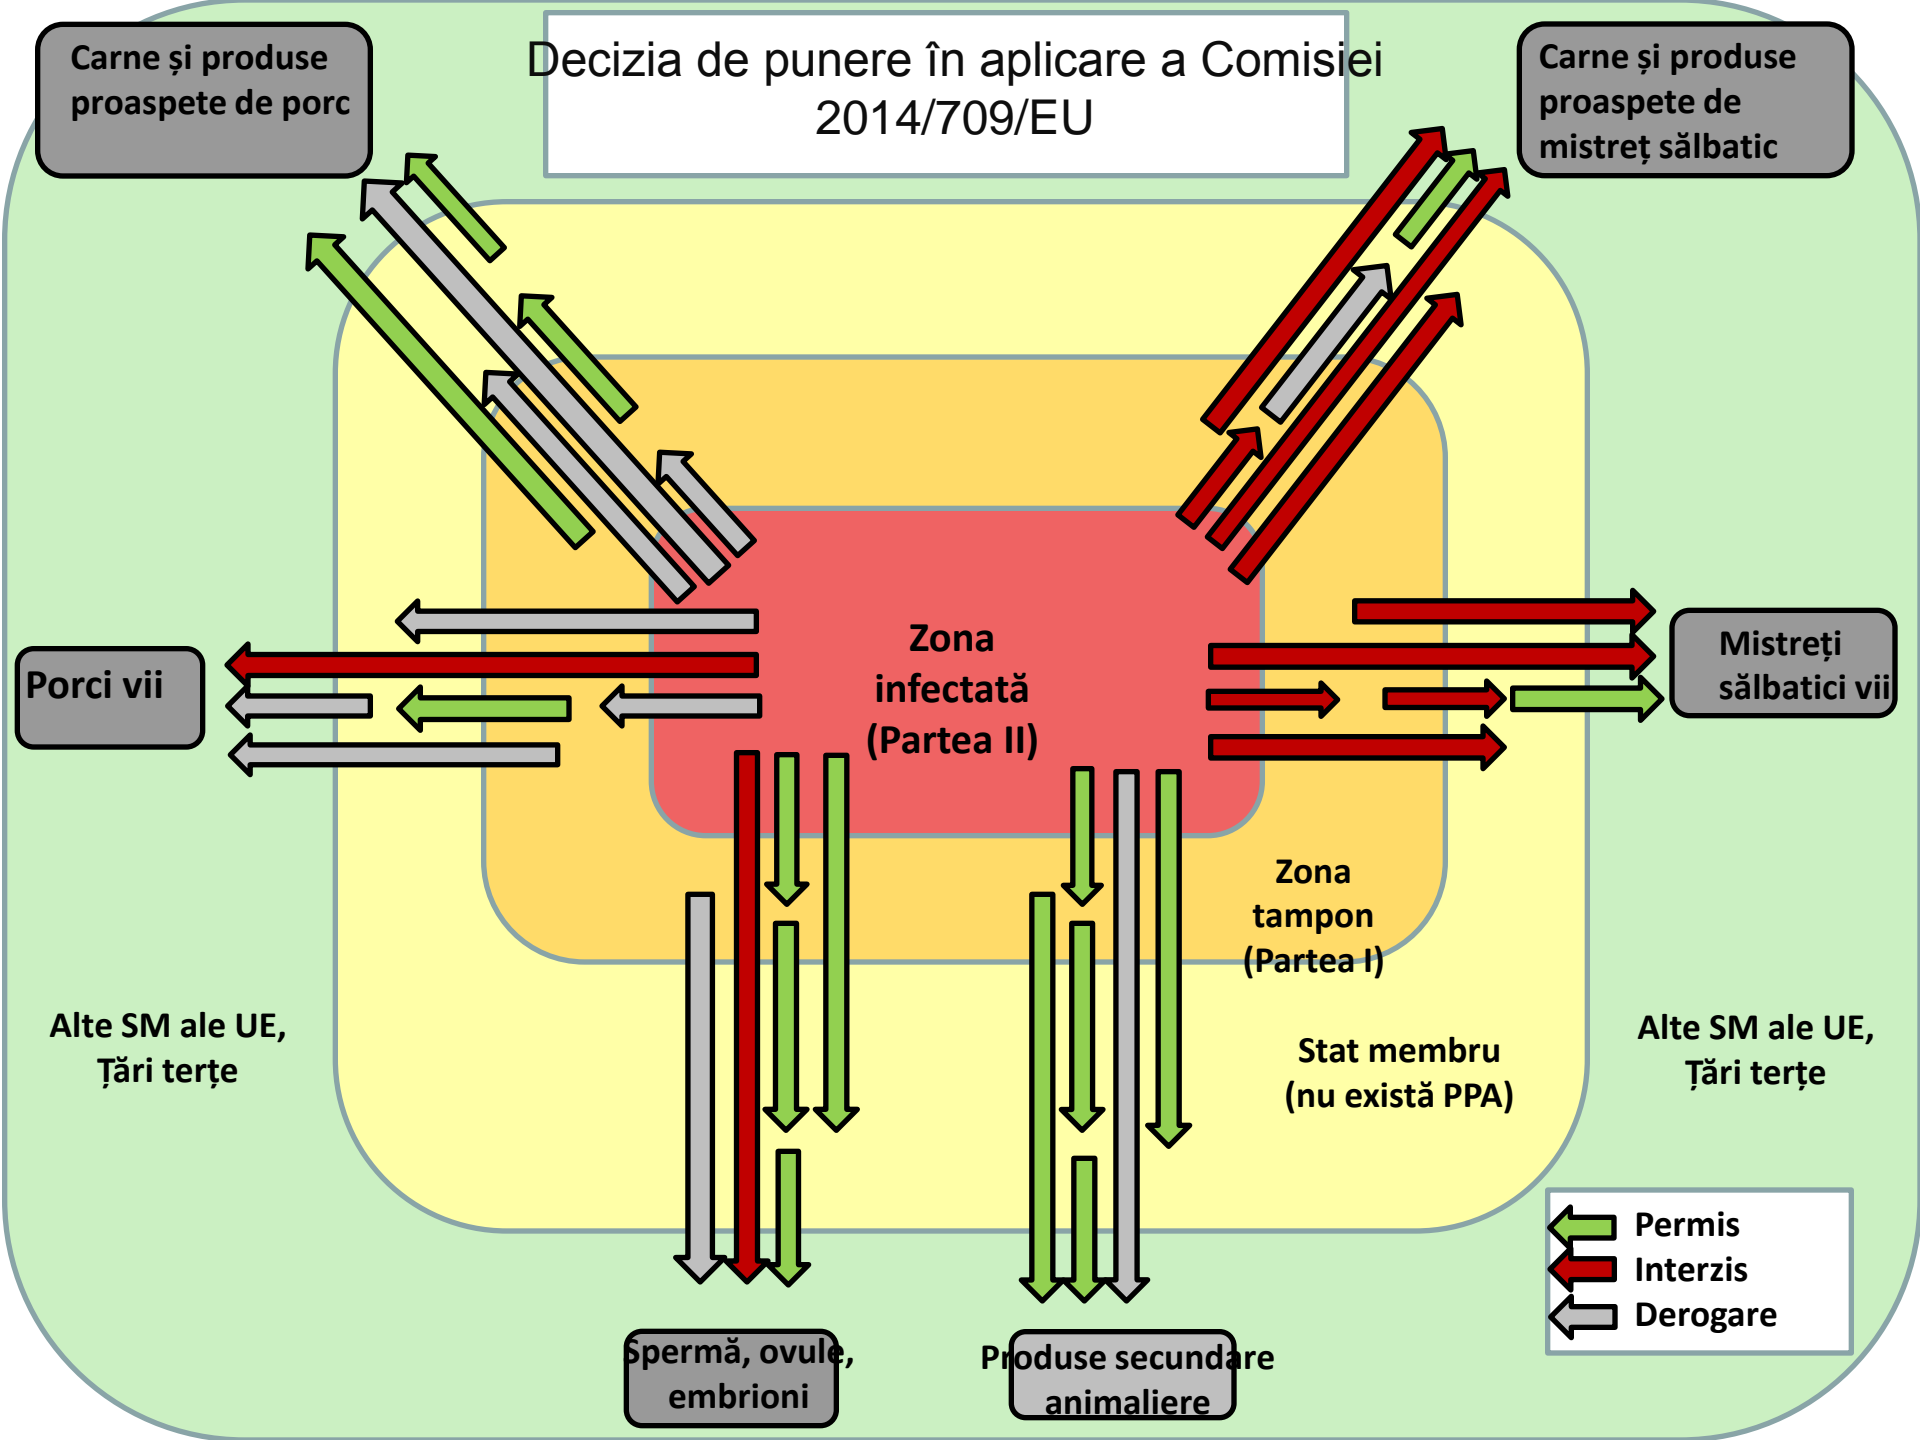 Carne și produse
proaspete de porc
Decizia de punere în aplicare a Comisiei
2014/709/EU
Carne și produse
proaspete de
mistreț sălbatic
Porci vii
Zona
infectată
(Partea II)
Mistreți
sălbatici vii
Zona
tampon
(Partea I)
Alte SM ale UE,
Țări terțe
Stat membru
(nu există PPA)
Alte SM ale UE,
Țări terțe
Permis
Interzis
Derogare
Spermă, ovule,
embrioni
Produse secundare
animaliere